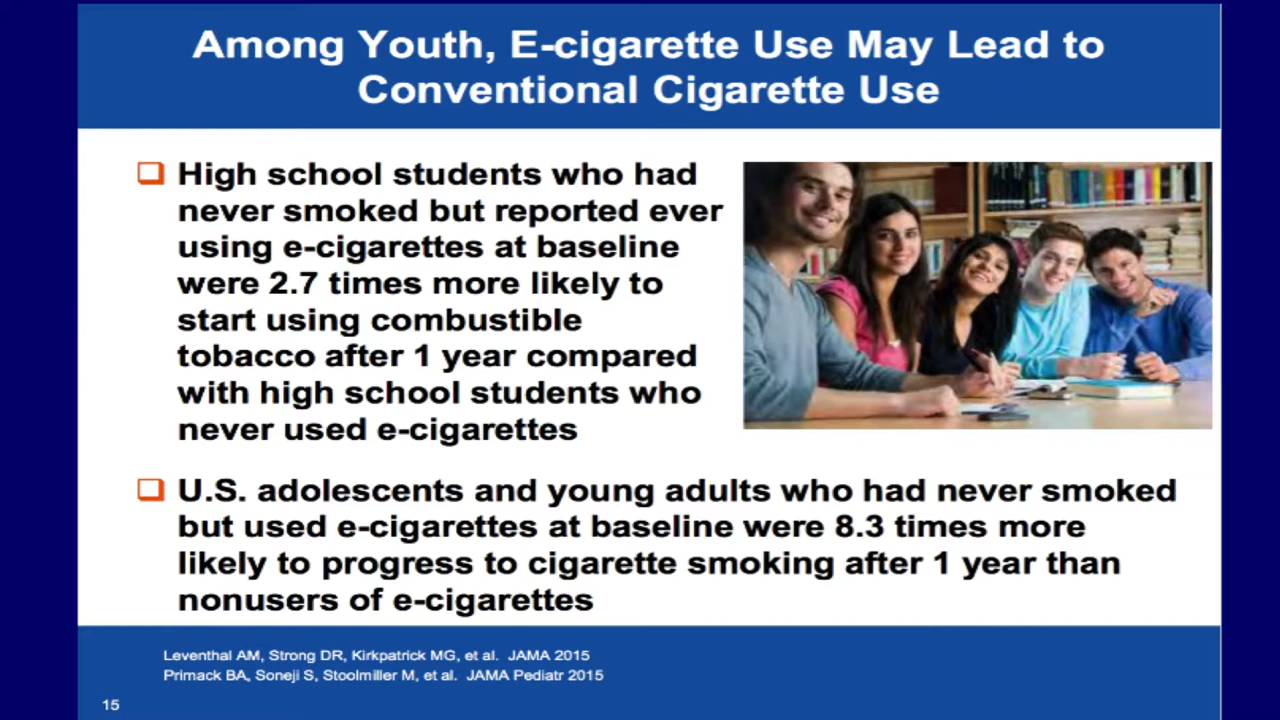 Among Youth, E-cigarette Use May Lead to
Conventional Cigarette Use
High school students who had
never smoked but reported ever
using e-cigarettes at baseline
were 2.7 times more likely to
start using combustible
tobacco after 1 year compared
with high school students who
never used e-cigarettes
U.S. adolescents and young adults who had never smoked
but used e-cigarettes at baseline were 8.3 times more
likely to progress to cigarette smoking after 1 year than
nonusers of e-cigarettes
Leventhal AM, Strong DR, Kirkpatrick MG, et al. JAMA 2015
Primack BA, Soneji S, Stoolmiller M, et al. JAMA Pediatr 2015
15